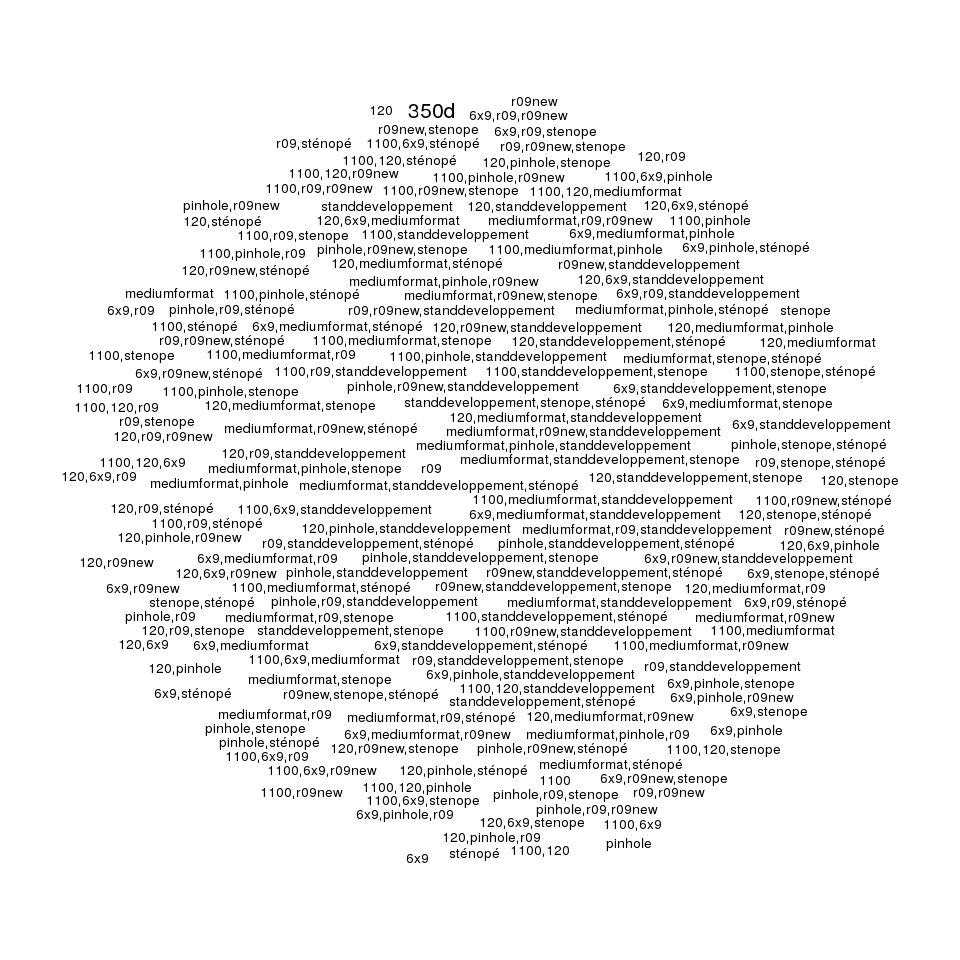 r09new
120 350d 6x9,r09,r09new
r09new,stenope 6x9,r09,stenope
r09,sténopé 1100,6x9,sténopé r09,r09new,stenope
1100,120,sténopé 120,pinhole,stenope 120,r09
1100,120,r09new 1100,pinhole,r09new 1100,6x9,pinhole
1100,r09,r09new 1100,r09new,stenope 1100,120,mediumformat
pinhole,r09new standdeveloppement 120,standdeveloppement 120,6x9,sténopé
120,sténopé 120,6x9,mediumformat mediumformat,r09,r09new 1100,pinhole
1100,r09,stenope 1100,standdeveloppement 6x9,mediumformat,pinhole
1100,pinhole,r09 pinhole,r09new,stenope 1100,mediumformat,pinhole 6x9,pinhole,sténopé
120,r09new,sténopé 120,mediumformat,sténopé r09new,standdeveloppement
mediumformat,pinhole,r09new 120,6x9,standdeveloppement
mediumformat 1100,pinhole,sténopé mediumformat,r09new,stenope 6x9,r09,standdeveloppement
6x9,r09 pinhole,r09,sténopé r09,r09new,standdeveloppement mediumformat,pinhole,sténopé stenope
1100,sténopé 6x9,mediumformat,sténopé 120,r09new,standdeveloppement 120,mediumformat,pinhole
r09,r09new,sténopé 1100,mediumformat,stenope 120,standdeveloppement,sténopé 120,mediumformat
1100,stenope 1100,mediumformat,r09 1100,pinhole,standdeveloppement mediumformat,stenope,sténopé
6x9,r09new,sténopé 1100,r09,standdeveloppement 1100,standdeveloppement,stenope 1100,stenope,sténopé
1100,r09 1100,pinhole,stenope pinhole,r09new,standdeveloppement 6x9,standdeveloppement,stenope
1100,120,r09 120,mediumformat,stenope standdeveloppement,stenope,sténopé 6x9,mediumformat,stenope
r09,stenope mediumformat,r09new,sténopé 120,mediumformat,standdeveloppement 6x9,standdeveloppement
120,r09,r09new mediumformat,r09new,standdeveloppement
120,r09,standdeveloppement mediumformat,pinhole,standdeveloppement pinhole,stenope,sténopé
1100,120,6x9 mediumformat,pinhole,stenope r09 mediumformat,standdeveloppement,stenope r09,stenope,sténopé
120,6x9,r09 mediumformat,pinhole mediumformat,standdeveloppement,sténopé 120,standdeveloppement,stenope 120,stenope
1100,mediumformat,standdeveloppement 1100,r09new,sténopé
120,r09,sténopé 1100,6x9,standdeveloppement 6x9,mediumformat,standdeveloppement 120,stenope,sténopé
1100,r09,sténopé 120,pinhole,standdeveloppement mediumformat,r09,standdeveloppement r09new,sténopé
120,pinhole,r09new r09,standdeveloppement,sténopé pinhole,standdeveloppement,sténopé 120,6x9,pinhole
120,r09new 6x9,mediumformat,r09 pinhole,standdeveloppement,stenope 6x9,r09new,standdeveloppement
120,6x9,r09new pinhole,standdeveloppement r09new,standdeveloppement,sténopé 6x9,stenope,sténopé
6x9,r09new 1100,mediumformat,sténopé r09new,standdeveloppement,stenope 120,mediumformat,r09
stenope,sténopé pinhole,r09,standdeveloppement mediumformat,standdeveloppement 6x9,r09,sténopé
pinhole,r09 mediumformat,r09,stenope 1100,standdeveloppement,sténopé mediumformat,r09new
120,r09,stenope standdeveloppement,stenope 1100,r09new,standdeveloppement 1100,mediumformat
120,6x9 6x9,mediumformat 6x9,standdeveloppement,sténopé 1100,mediumformat,r09new
120,pinhole 1100,6x9,mediumformat r09,standdeveloppement,stenope r09,standdeveloppement
mediumformat,stenope 6x9,pinhole,standdeveloppement 6x9,pinhole,stenope
6x9,sténopé r09new,stenope,sténopé 1100,120,standdeveloppement 6x9,pinhole,r09new
standdeveloppement,sténopé
mediumformat,r09 mediumformat,r09,sténopé 120,mediumformat,r09new 6x9,stenope
pinhole,stenope 6x9,mediumformat,r09new mediumformat,pinhole,r09 6x9,pinhole
pinhole,sténopé 120,r09new,stenope pinhole,r09new,sténopé 1100,120,stenope
1100,6x9,r09
1100,6x9,r09new 120,pinhole,sténopé mediumformat,sténopé
1100 6x9,r09new,stenope
1100,r09new 1100,120,pinhole pinhole,r09,stenope r09,r09new
1100,6x9,stenope
6x9,pinhole,r09 pinhole,r09,r09new
120,6x9,stenope 1100,6x9
120,pinhole,r09 pinhole
6x9 sténopé 1100,120